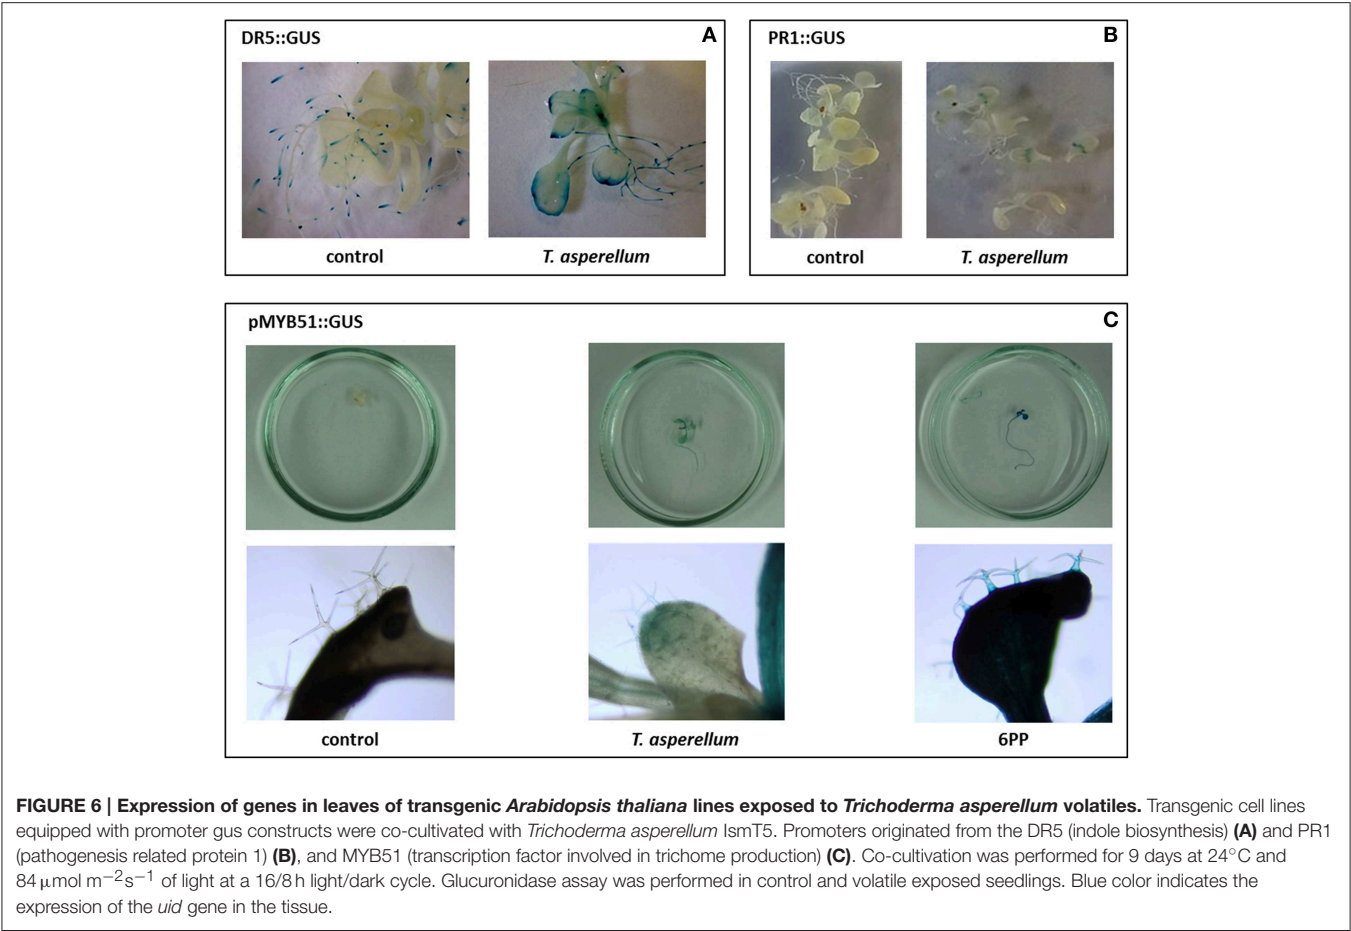 DR5::GUS A
control T. asperellum
PR1::GUS B
control T. asperellum
pMYB51::GUS C
control T. asperellum 6PP
FIGURE 6 | Expression of genes in leaves of transgenic Arabidopsis thaliana lines exposed to Trichoderma asperellum volatiles. Transgenic cell lines
equipped with promoter gus constructs were co-cultivated with Trichoderma asperellum IsmT5. Promoters originated from the DR5 (indole biosynthesis) (A) and PR1
(pathogenesis related protein 1) (B), and MYB51 (transcription factor involved in trichome production) (C). Co-cultivation was performed for 9 days at 24°C and
84 μmol m−2s−1 of light at a 16/8 h light/dark cycle. Glucuronidase assay was performed in control and volatile exposed seedlings. Blue color indicates the
expression of the uid gene in the tissue.